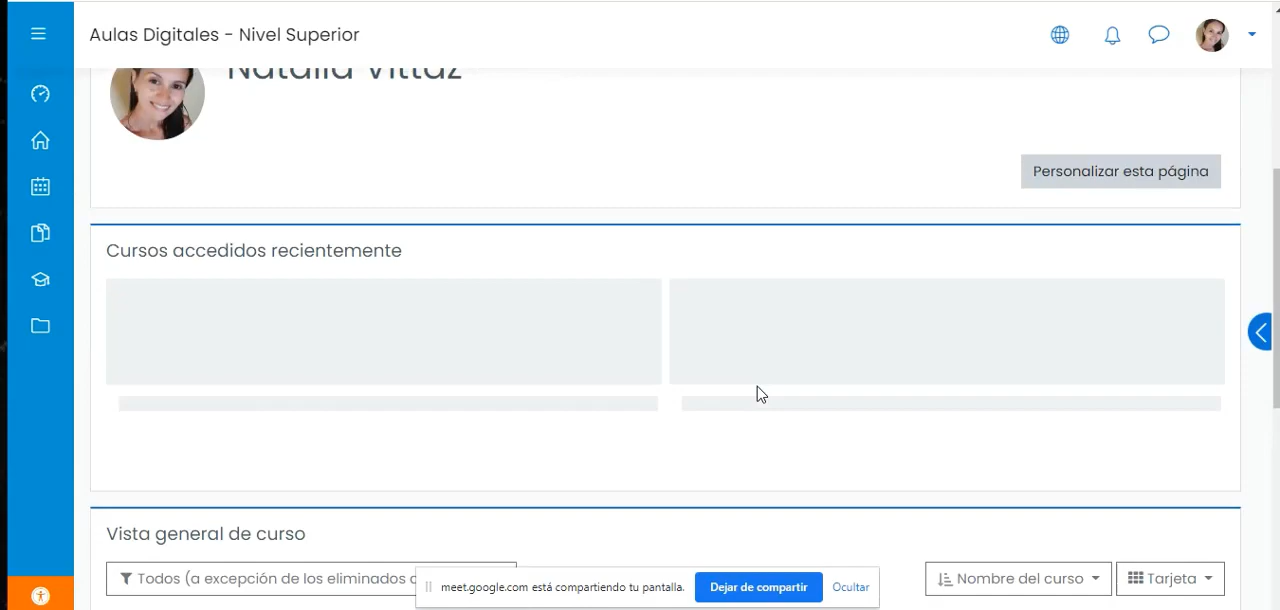 Aulas Digitales - Nivel Superior
Natalia Vittaz
Personalizar esta página
Cursos accedidos recientemente
Vista general de curso
Todos (a excepción de los eliminados
Nombre del curso
Tarjeta
meet.google.com está compartiendo tu pantalla.
Dejar de compartir
Ocultar